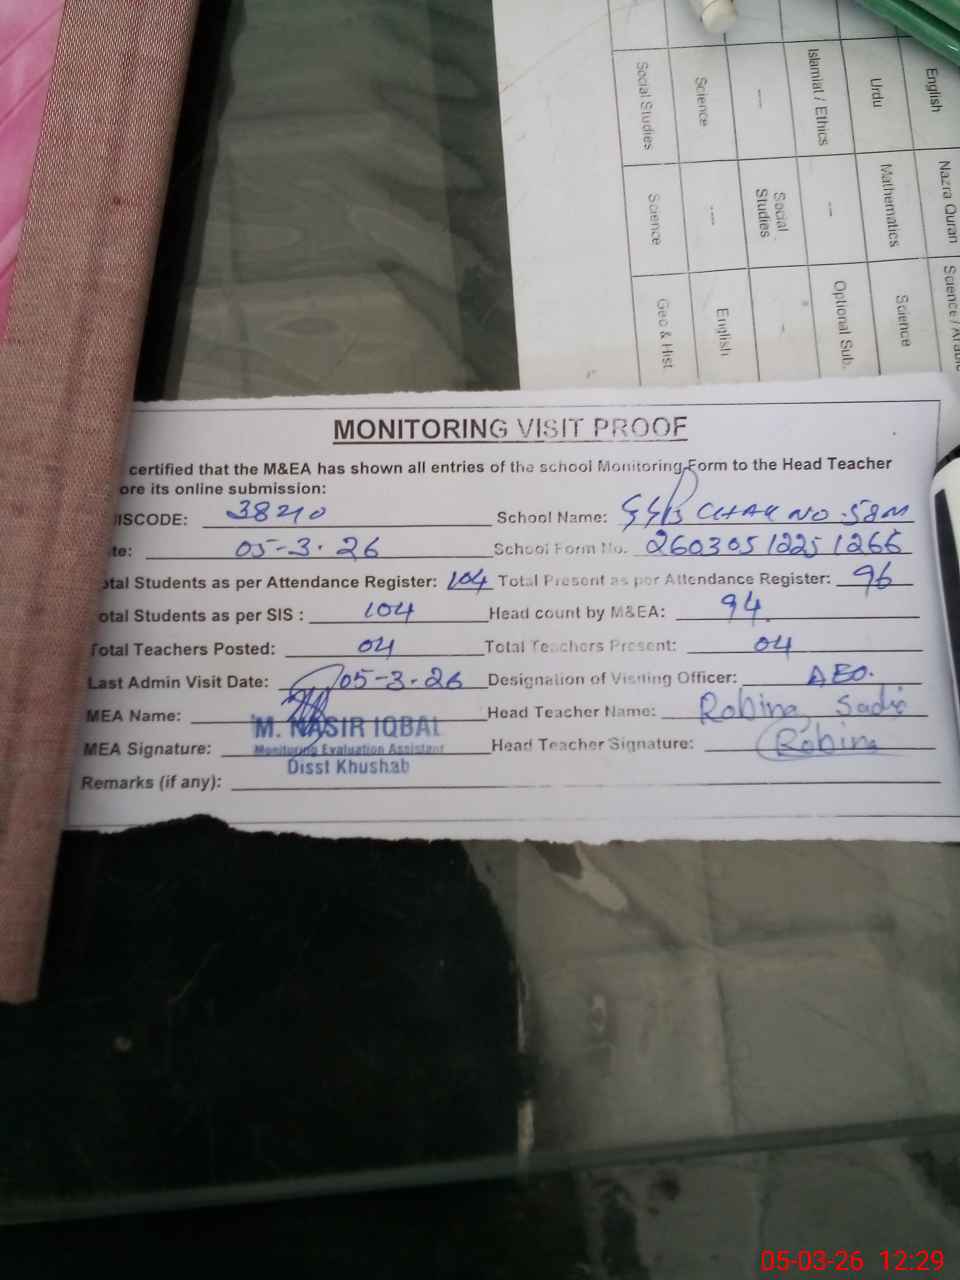 English
Nazra Quran
Science / Arabic
Urdu
Mathematics
Science
Islamiat / Ethics
---
Optional Sub.
---
Social Studies
-
Science
---
English
Social Studies
Science
Geo & Hist
MONITORING VISIT PROOF
certified that the M&EA has shown all entries of the school Monitoring Form to the Head Teacher
ore its online submission:
ISCODE: 38210 School Name: GGPS CHAK NO. 58M
te: 05-3-26 School Form No. 26030512251266
otal Students as per Attendance Register: 104 Total Present as per Attendance Register: 96
otal Students as per SIS : 104 Head count by M&EA: 94.
Total Teachers Posted: 04 Total Teachers Present: 04
Last Admin Visit Date: 05-3-26 Designation of Visiting Officer: AEO.
MEA Name: M. NASIR IQBAL Head Teacher Name: Robina Sadiq
MEA Signature: Monitoring Evaluation Assistant Head Teacher Signature: Robina
Disst Khushab
Remarks (if any):
05-03-26 12:29